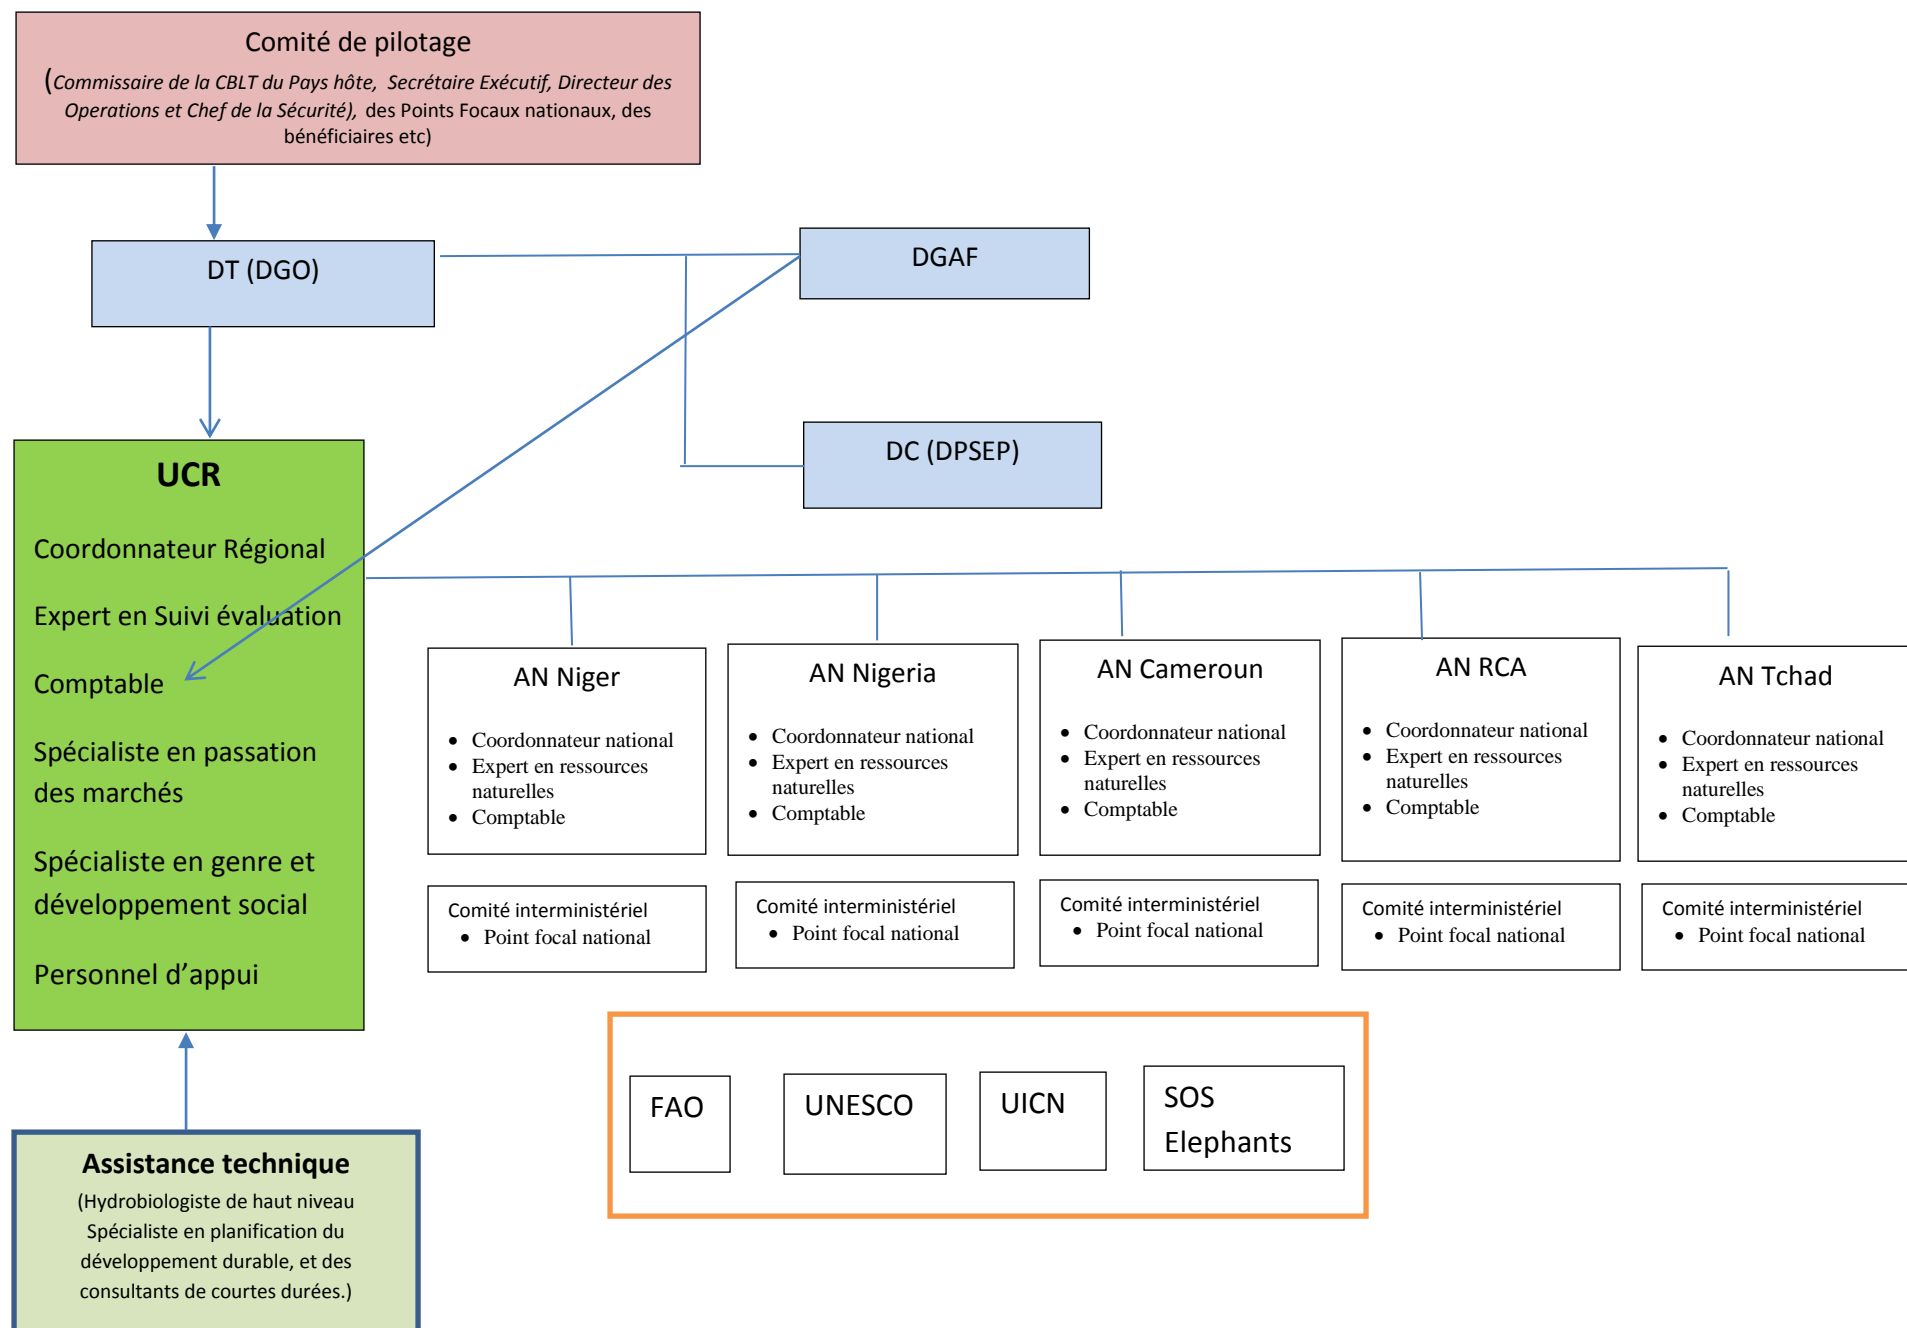 Comité de pilotage
(Commissaire de la CBLT du Pays hôte, Secrétaire Exécutif, Directeur des
Operations et Chef de la Sécurité), des Points Focaux nationaux, des
bénéficiaires etc)
DT (DGO)
DGAF
DC (DPSEP)
UCR
Coordonnateur Régional
Expert en Suivi évaluation
Comptable
Spécialiste en passation
des marchés
Spécialiste en genre et
développement social
Personnel d’appui
AN Niger
• Coordonnateur national
• Expert en ressources
naturelles
• Comptable
AN Nigeria
• Coordonnateur national
• Expert en ressources
naturelles
• Comptable
AN Cameroun
• Coordonnateur national
• Expert en ressources
naturelles
• Comptable
AN RCA
• Coordonnateur national
• Expert en ressources
naturelles
• Comptable
AN Tchad
• Coordonnateur national
• Expert en ressources
naturelles
• Comptable
Comité interministériel
• Point focal national
Comité interministériel
• Point focal national
Comité interministériel
• Point focal national
Comité interministériel
• Point focal national
Comité interministériel
• Point focal national
FAO
UNESCO
UICN
SOS
Elephants
Assistance technique
(Hydrobiologiste de haut niveau
Spécialiste en planification du
développement durable, et des
consultants de courtes durées.)